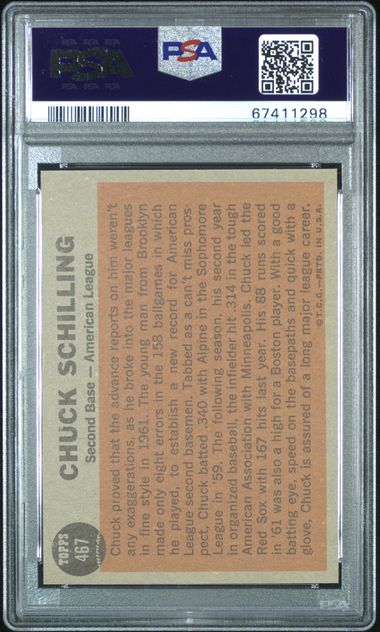 PSA
PSA
67411298
TOPPS
467
CHUCK SCHILLING
Second Base — American League
Chuck proved that the advance reports on him weren't
any exaggerations, as he broke into the major leagues
in fine style in 1961. The young man from Brooklyn
made only eight errors in the 158 ballgames in which
he played, to establish a new record for American
League second basemen. Tabbed as a can't miss pros-
pect, Chuck batted .340 with Alpine in the Sophomore
League in '59. The following season, his second year
in organized baseball, the infielder hit .314 in the tough
American Association with Minneapolis. Chuck led the
Red Sox with 167 hits last year. His 88 runs scored
in '61 was also a high for a Boston player. With a good
batting eye, speed on the basepaths and quick with a
glove, Chuck is assured of a long major league career.
© T.C.C.—PRTD. IN U.S.A.
PSA